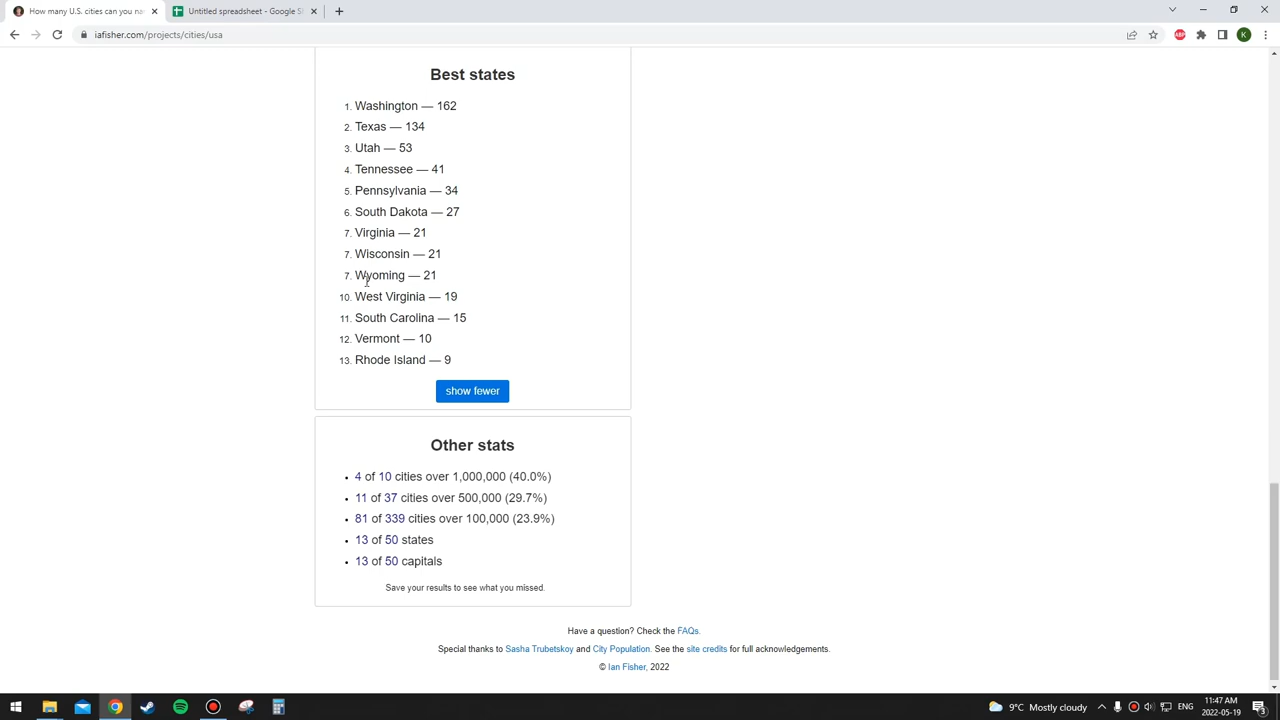 How many U.S. cities can you na
Untitled spreadsheet - Google S
iafisher.com/projects/cities/usa
ABP
K
Best states
1. Washington — 162
2. Texas — 134
3. Utah — 53
4. Tennessee — 41
5. Pennsylvania — 34
6. South Dakota — 27
7. Virginia — 21
7. Wisconsin — 21
7. Wyoming — 21
10. West Virginia — 19
11. South Carolina — 15
12. Vermont — 10
13. Rhode Island — 9
show fewer
Other stats
• 4 of 10 cities over 1,000,000 (40.0%)
• 11 of 37 cities over 500,000 (29.7%)
• 81 of 339 cities over 100,000 (23.9%)
• 13 of 50 states
• 13 of 50 capitals
Save your results to see what you missed.
Have a question? Check the FAQs.
Special thanks to Sasha Trubetskoy and City Population. See the site credits for full acknowledgements.
© Ian Fisher, 2022
9°C Mostly cloudy
ENG
11:47 AM
2022-05-19
3